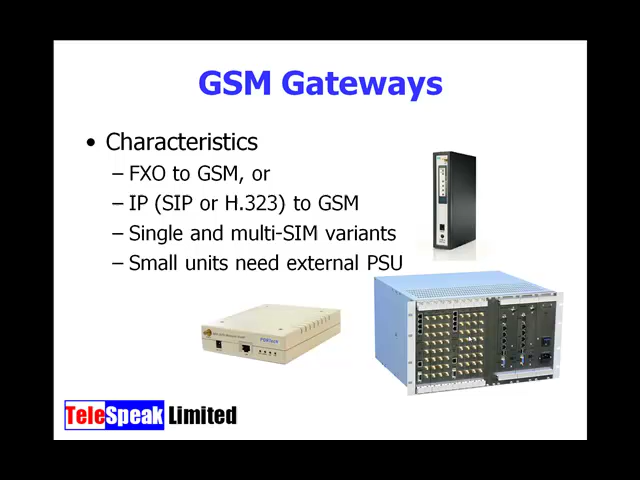 GSM Gateways
• Characteristics
– FXO to GSM, or
– IP (SIP or H.323) to GSM
– Single and multi-SIM variants
– Small units need external PSU
TeleSpeak Limited